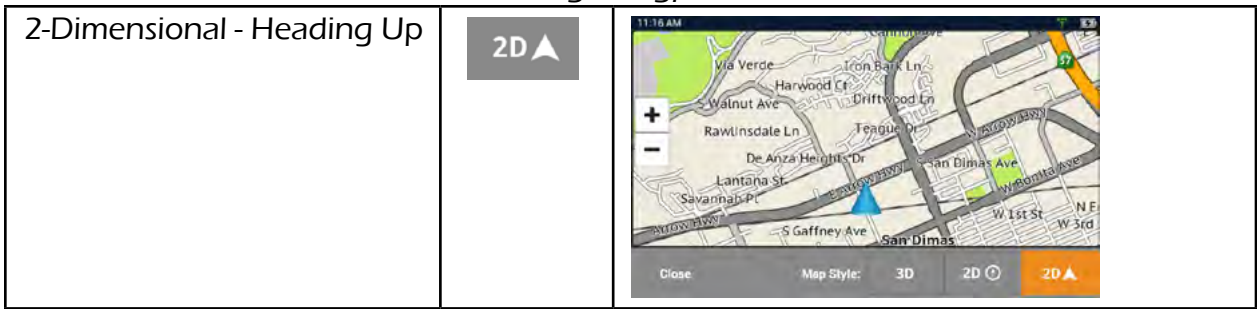 2-Dimensional - Heading Up
2D
11:16 AM
57
Via Verde
Iron Bark Ln
Harwood Ct
S Walnut Ave
Driftwood Ln
+
Rawlinsdale Ln
Teague Dr
W Arrow Hwy
−
De Anza Heights Dr
S San Dimas Ave
Lantana St
E Arrow Hwy
W Bonita Ave
Savannah Pl
W 1st St
N E
Arrow Hwy
S Gaffney Ave
W 3rd
San Dimas
Close
Map Style:
3D
2D
2D